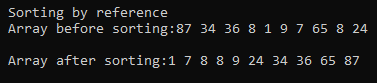 Sorting by reference
Array before sorting:87 34 36 8 1 9 7 65 8 24
Array after sorting:1 7 8 8 9 24 34 36 65 87